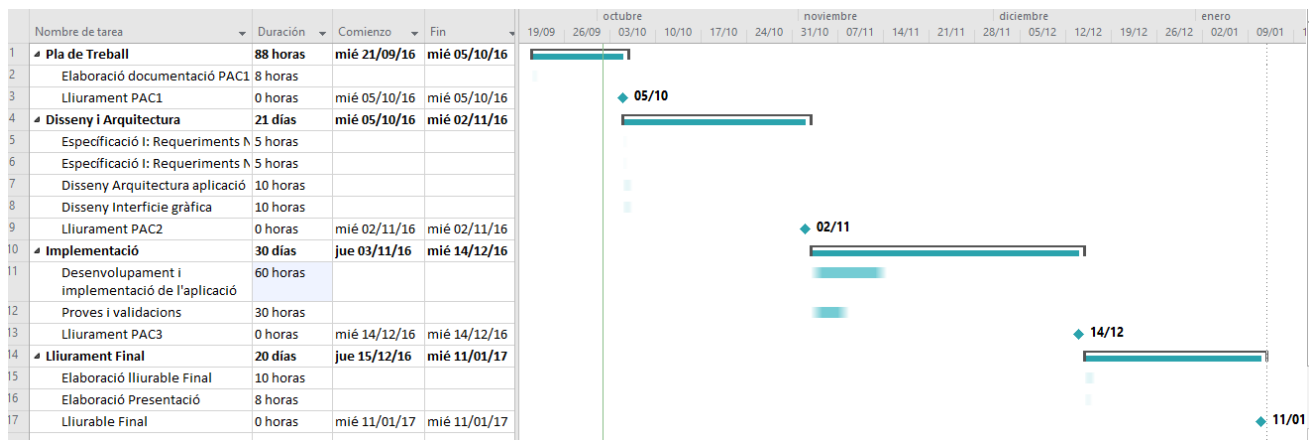 octubre noviembre diciembre enero
Nombre de tarea Duración Comienzo Fin 19/09 26/09 03/10 10/10 17/10 24/10 31/10 07/11 14/11 21/11 28/11 05/12 12/12 19/12 26/12 02/01 09/01 1
1 Pla de Treball 88 horas mié 21/09/16 mié 05/10/16
2 Elaboració documentació PAC1 8 horas
3 Lliurament PAC1 0 horas mié 05/10/16 mié 05/10/16 05/10
4 Disseny i Arquitectura 21 días mié 05/10/16 mié 02/11/16
5 Específicació I: Requeriments N 5 horas
6 Específicació I: Requeriments N 5 horas
7 Disseny Arquitectura aplicació 10 horas
8 Disseny Interficie gràfica 10 horas
9 Lliurament PAC2 0 horas mié 02/11/16 mié 02/11/16 02/11
10 Implementació 30 días jue 03/11/16 mié 14/12/16
11 Desenvolupament i 60 horas
implementació de l'aplicació
12 Proves i validacions 30 horas
13 Lliurament PAC3 0 horas mié 14/12/16 mié 14/12/16 14/12
14 Lliurament Final 20 días jue 15/12/16 mié 11/01/17
15 Elaboració lliurable Final 10 horas
16 Elaboració Presentació 8 horas
17 Lliurable Final 0 horas mié 11/01/17 mié 11/01/17 11/01